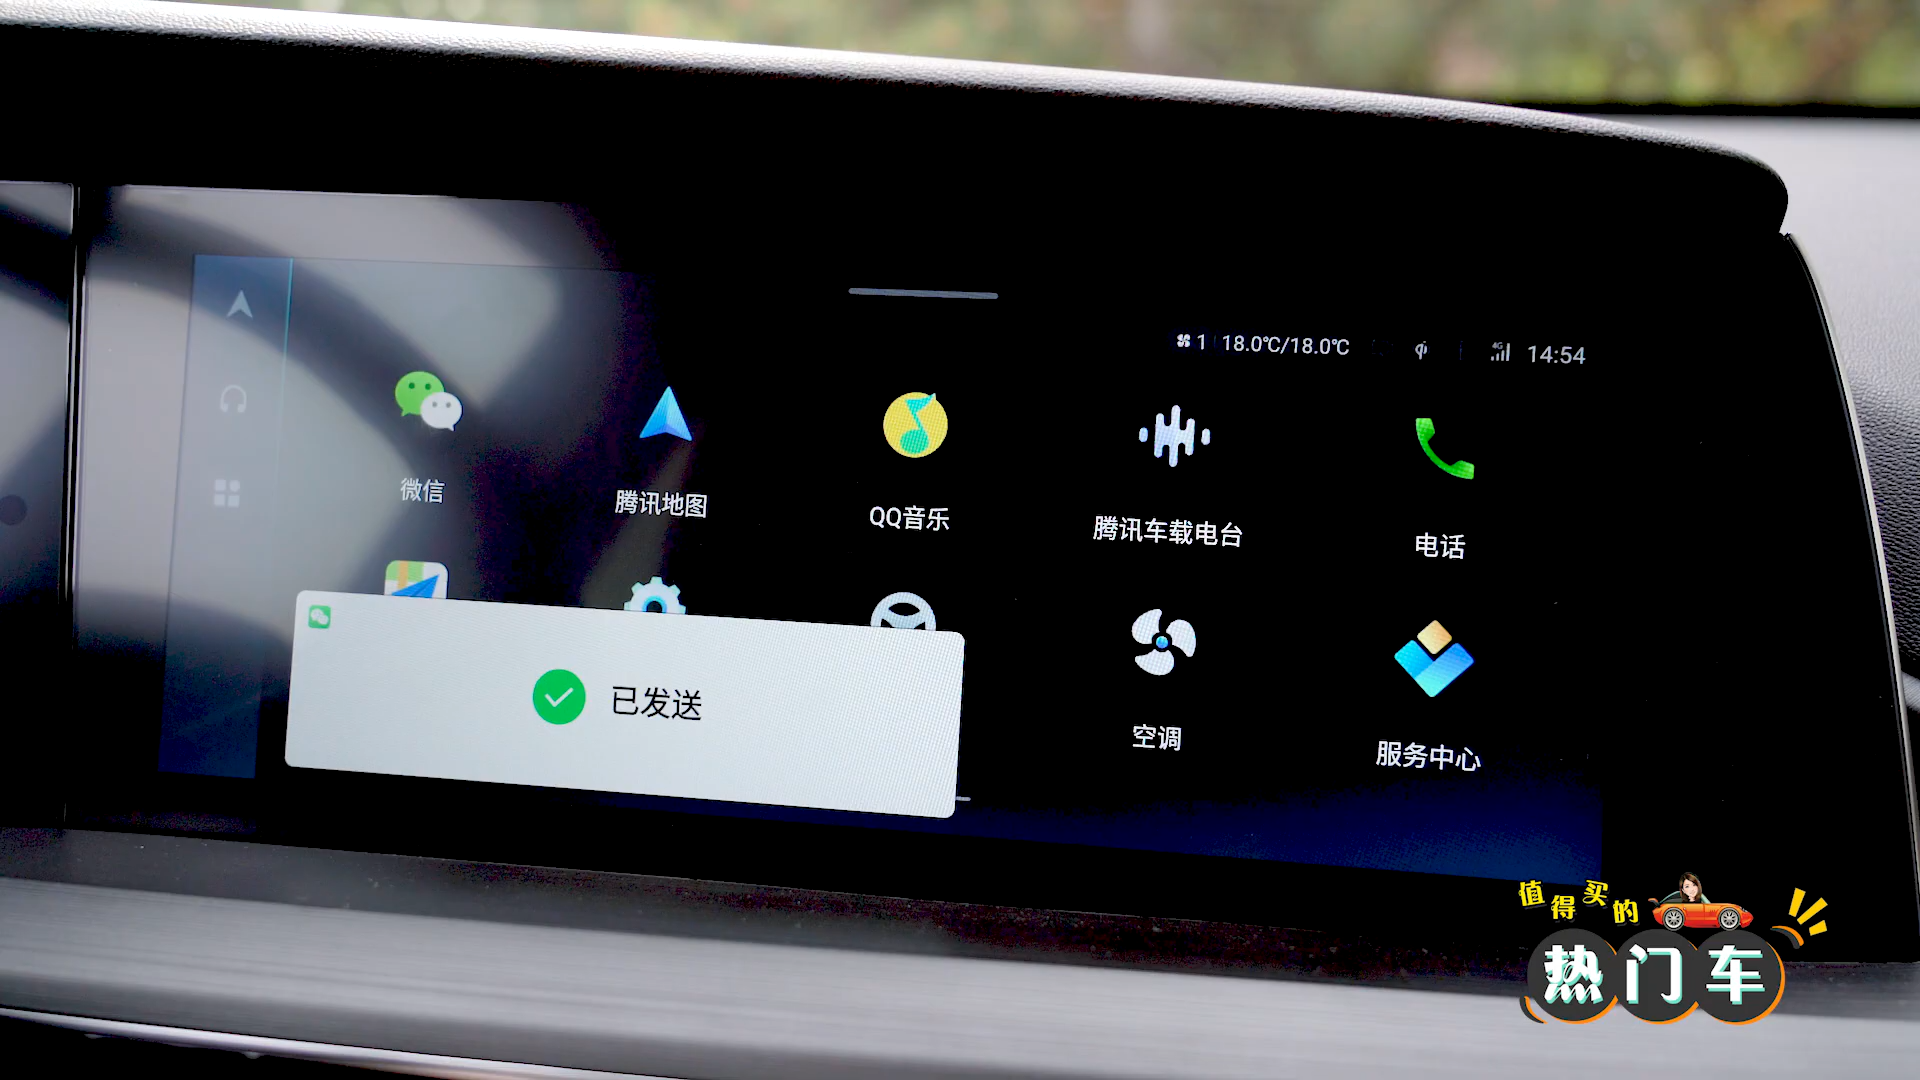 1 18.0℃/18.0℃ 4G 14:54
微信 腾讯地图 QQ音乐 腾讯车载电台 电话
已发送
空调 服务中心
值得买的
热门车